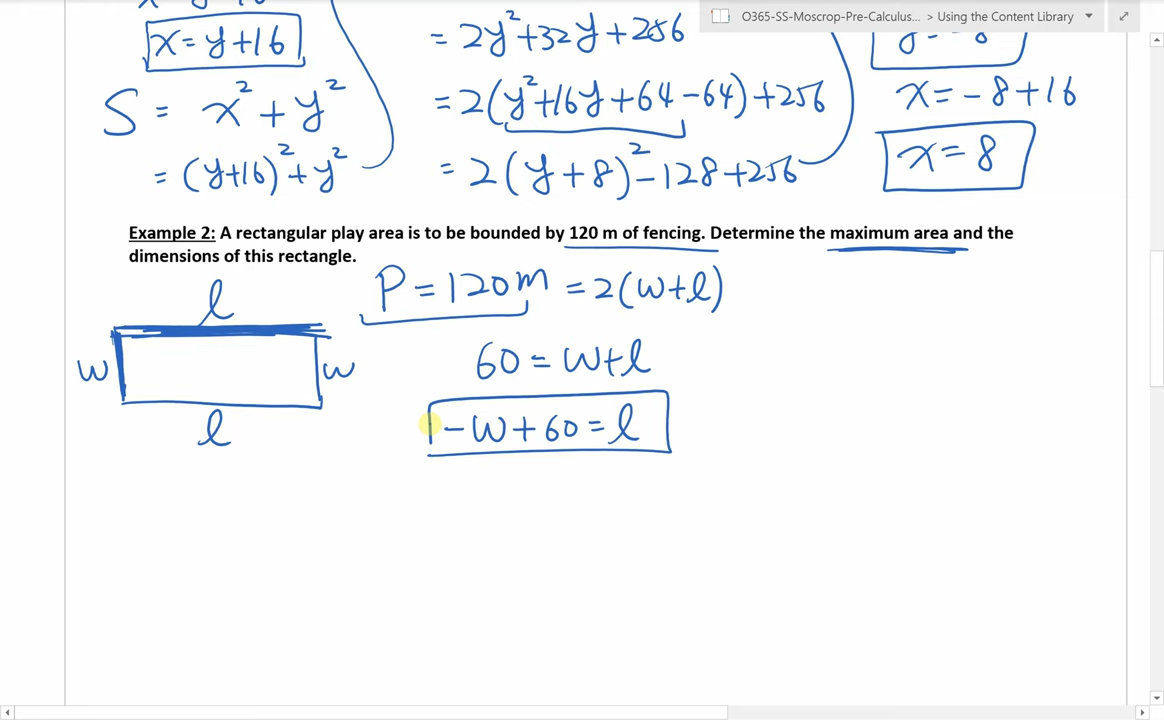 O365-SS-Moscrop-Pre-Calculus... > Using the Content Library
x = y + 16
S = x² + y²
= (y+16)² + y²
= 2y² + 32y + 256
= 2(y² + 16y + 64 - 64) + 256
= 2(y + 8)² - 128 + 256
x = -8 + 16
x = 8
Example 2: A rectangular play area is to be bounded by 120 m of fencing. Determine the maximum area and the
dimensions of this rectangle.
l
w
w
l
P = 120m = 2(w+l)
60 = w+l
-w + 60 = l